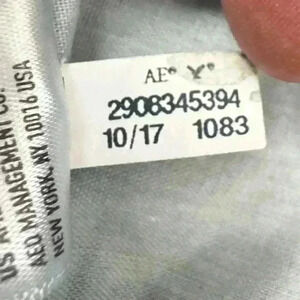 AE®
2908345394
10/17 1083
AEO MANAGEMENT CO.
NEW YORK, NY 10016 USA